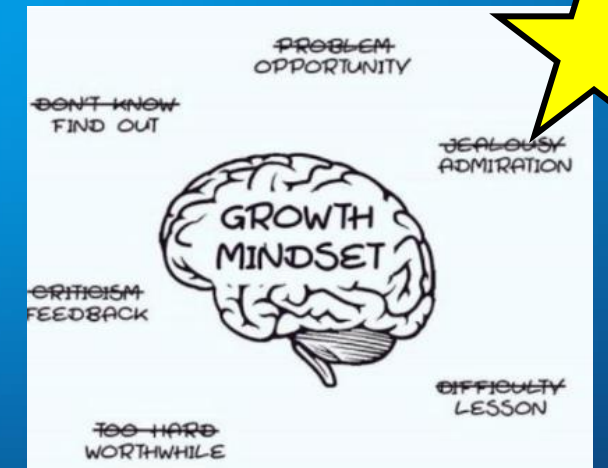 PROBLEM
OPPORTUNITY
DON'T KNOW
FIND OUT
JEALOUSY
ADMIRATION
GROWTH
MINDSET
CRITICISM
FEEDBACK
DIFFICULTY
LESSON
TOO HARD
WORTHWHILE